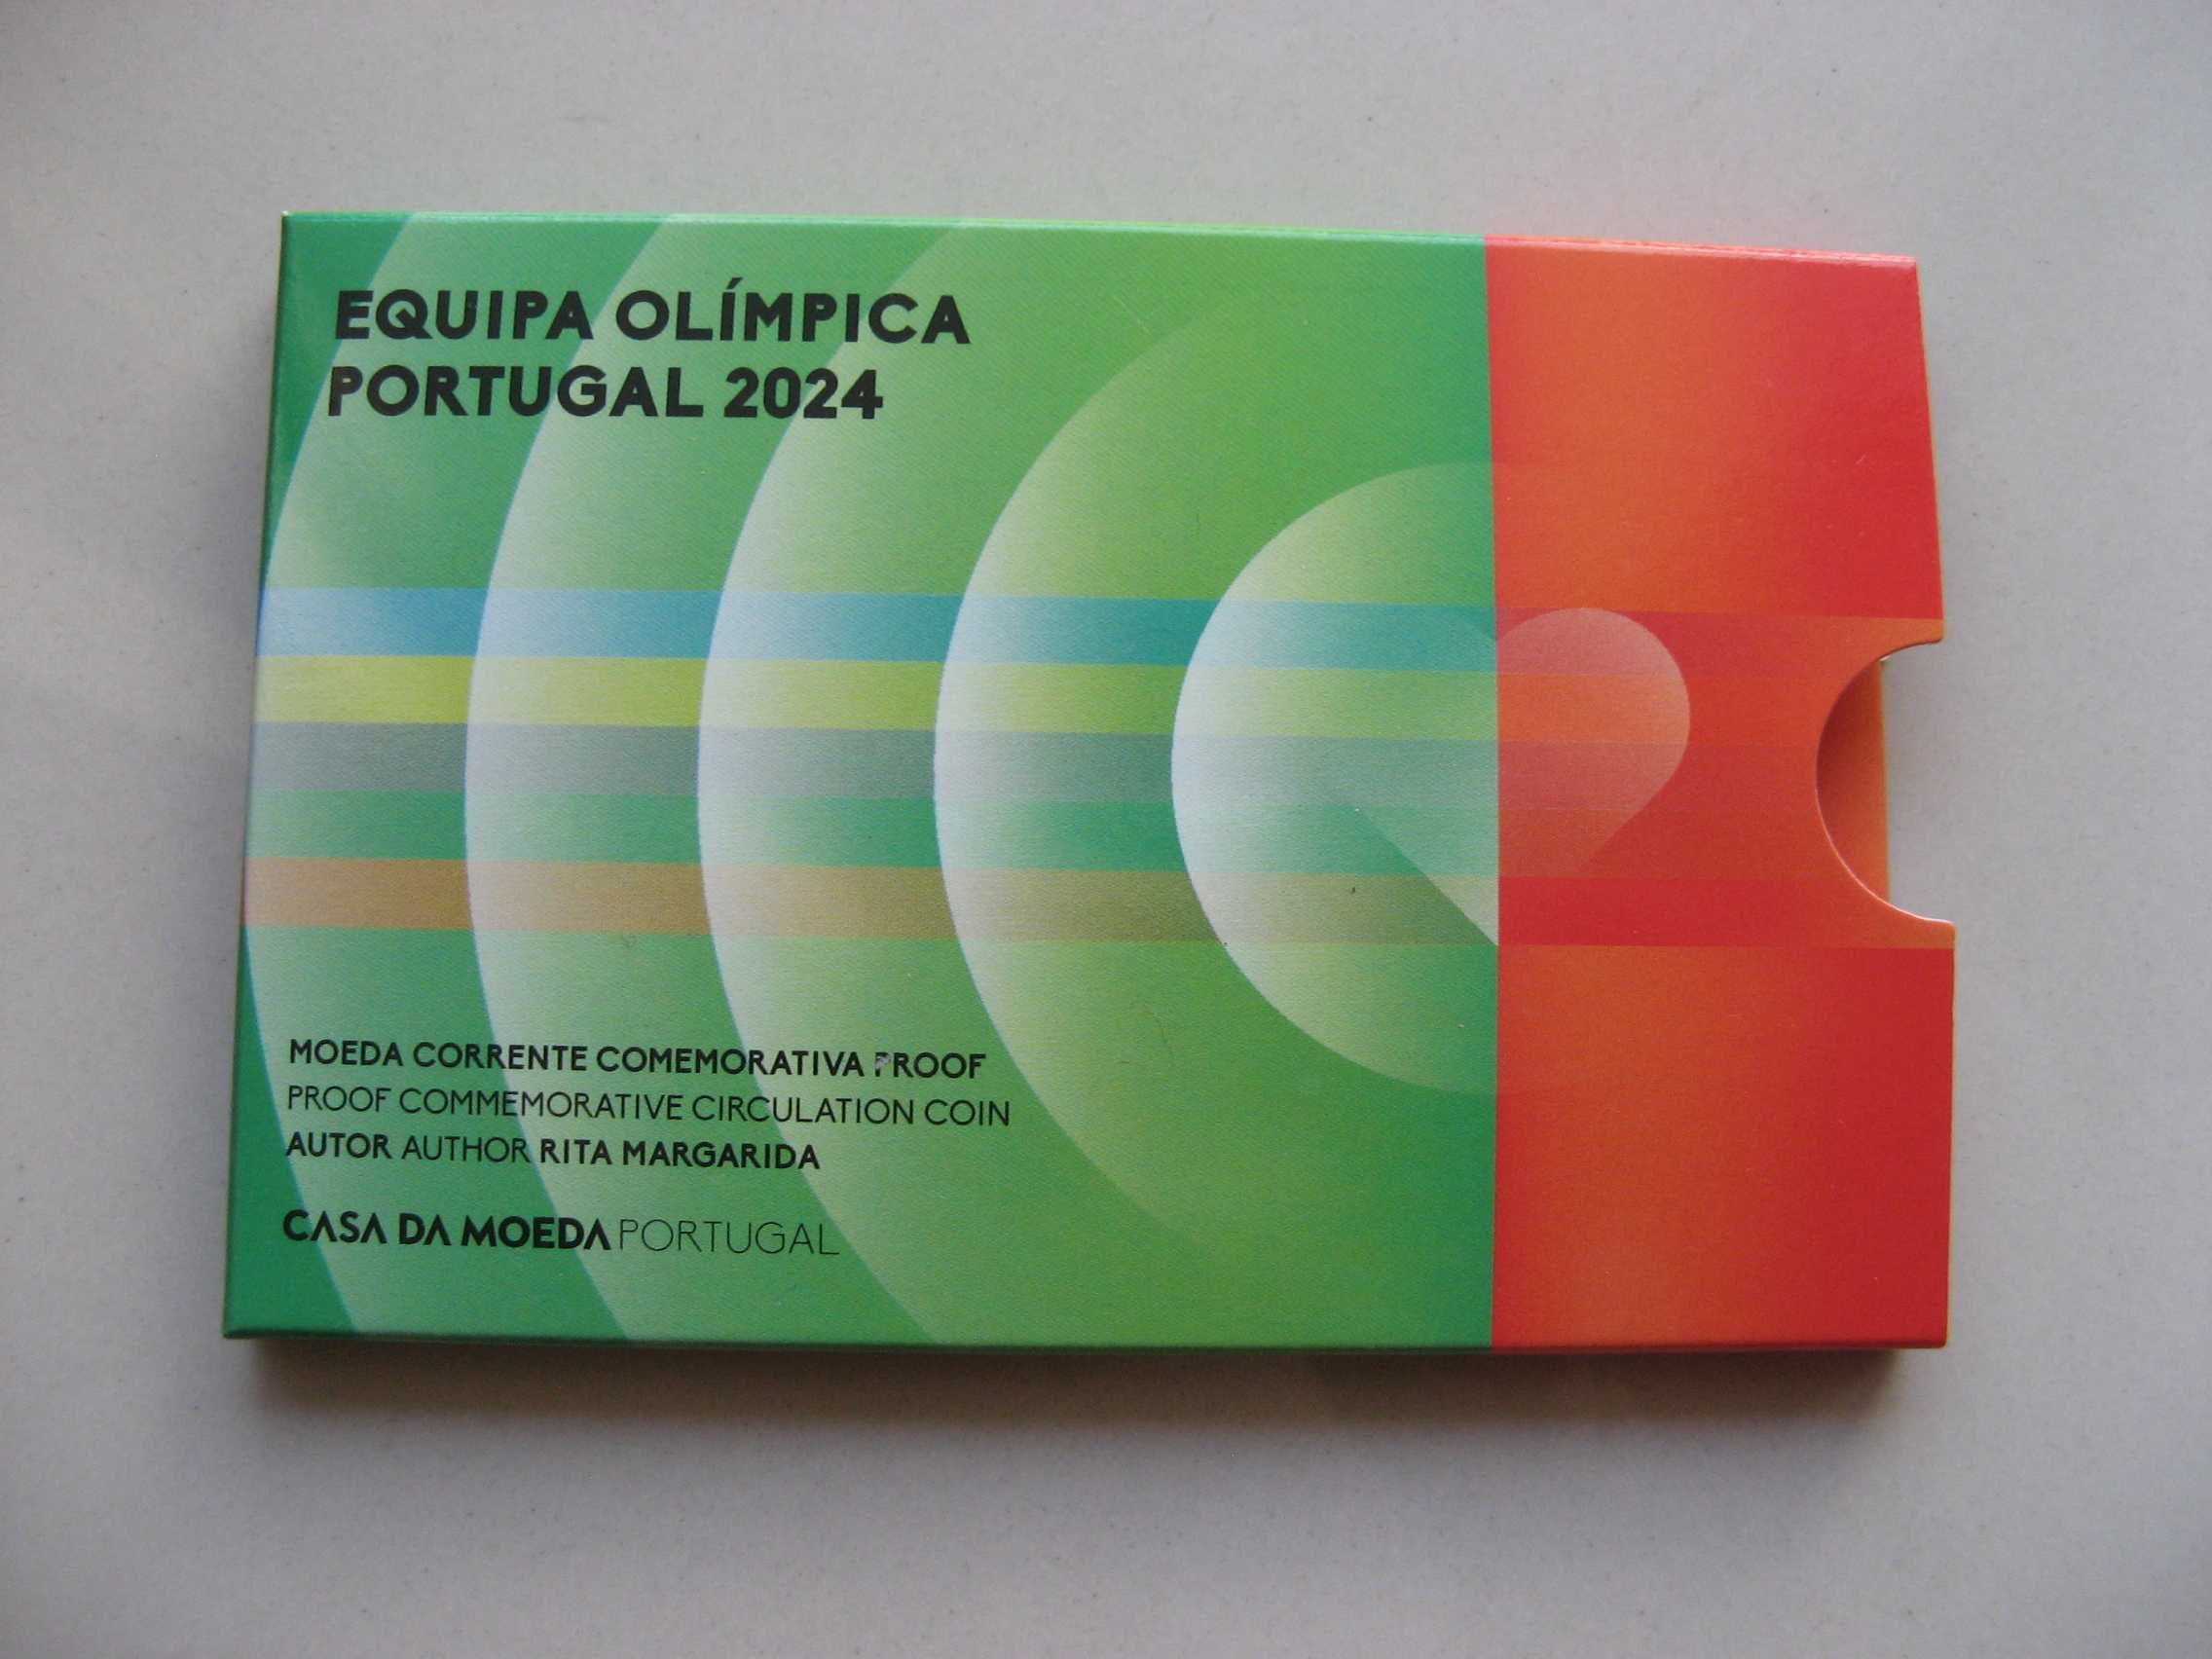 EQUIPA OLÍMPICA
PORTUGAL 2024
MOEDA CORRENTE COMEMORATIVA PROOF
PROOF COMMEMORATIVE CIRCULATION COIN
AUTOR AUTHOR RITA MARGARIDA
CASA DA MOEDA PORTUGAL